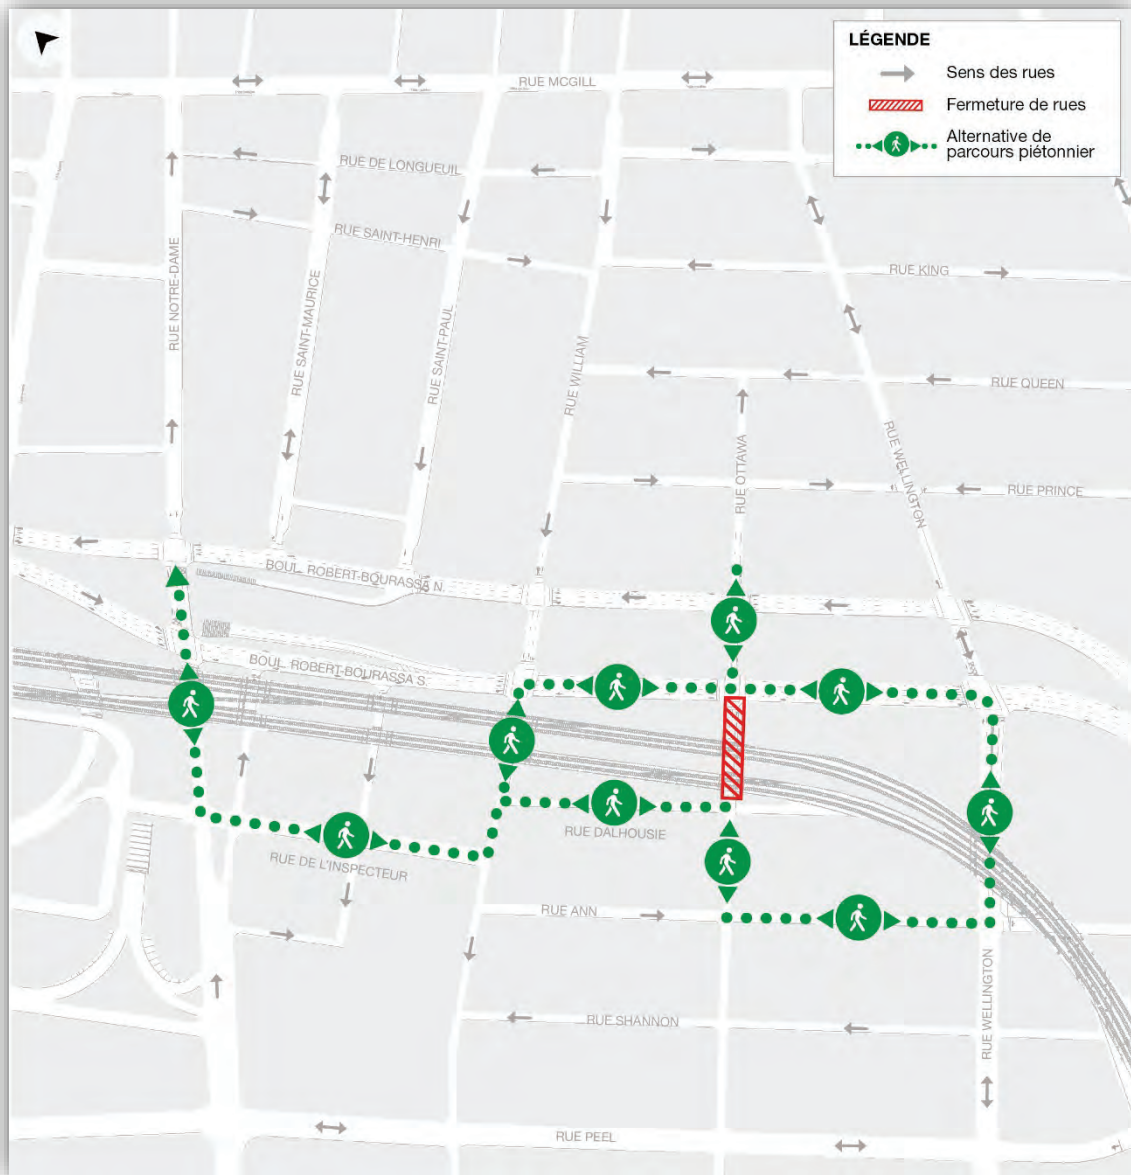 LÉGENDE
Sens des rues
Fermeture de rues
Alternative de
parcours piétonnier
RUE MCGILL
RUE DE LONGUEUIL
RUE SAINT-HENRI
RUE KING
RUE NOTRE-DAME
RUE SAINT-MAURICE
RUE SAINT-PAUL
RUE WILLIAM
RUE QUEEN
RUE OTTAWA
RUE WELLINGTON
RUE PRINCE
BOUL. ROBERT-BOURASSA N.
BOUL. ROBERT-BOURASSA S.
RUE DALHOUSIE
RUE DE L'INSPECTEUR
RUE ANN
RUE WELLINGTON
RUE SHANNON
RUE PEEL